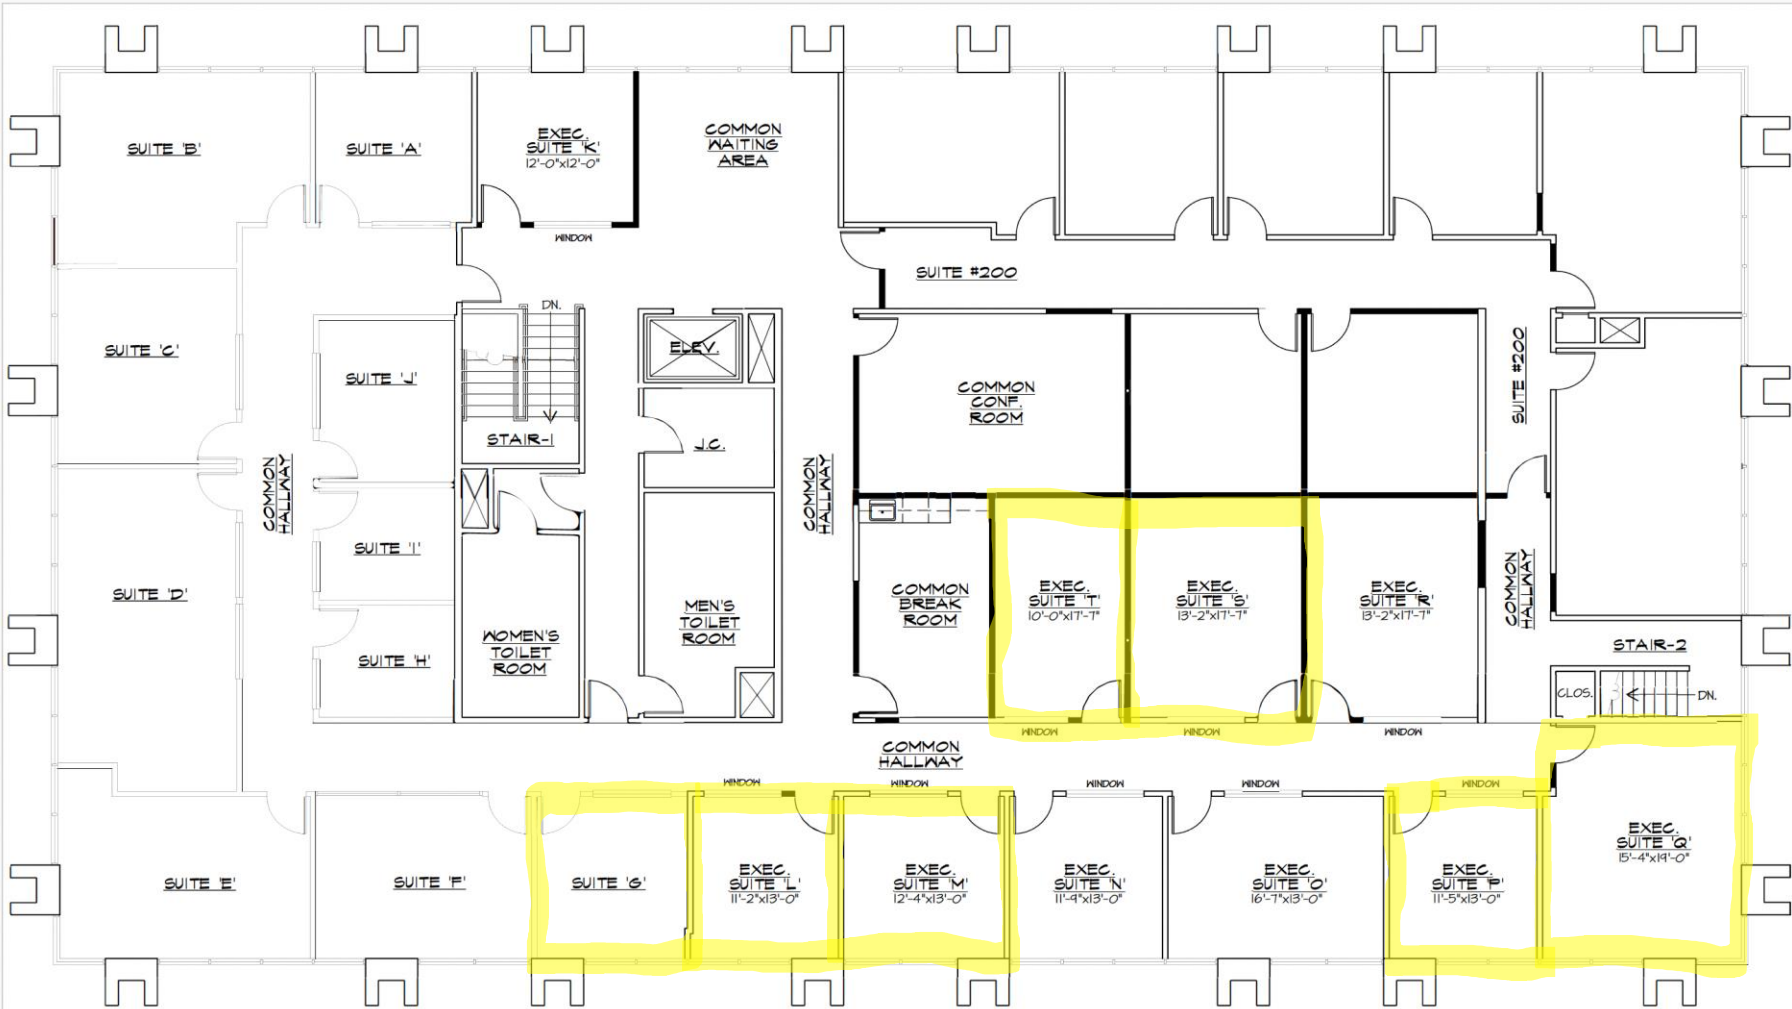 SUITE 'B'
SUITE 'A'
EXEC.
SUITE 'K'
12'-0"x12'-0"
WINDOW
COMMON
WAITING
AREA
SUITE #200
DN.
SUITE 'C'
SUITE 'J'
ELEV.
STAIR-1
J.C.
COMMON
CONF.
ROOM
SUITE #200
COMMON
HALLWAY
COMMON
HALLWAY
SUITE 'I'
SUITE 'D'
SUITE 'H'
WOMEN'S
TOILET
ROOM
MEN'S
TOILET
ROOM
COMMON
BREAK
ROOM
EXEC.
SUITE 'T'
10'-0"x17'-7"
EXEC.
SUITE 'S'
13'-2"x17'-7"
EXEC.
SUITE 'R'
13'-2"x17'-7"
COMMON
HALLWAY
STAIR-2
CLOS.
DN.
WINDOW
WINDOW
WINDOW
COMMON
HALLWAY
WINDOW
WINDOW
WINDOW
WINDOW
WINDOW
SUITE 'E'
SUITE 'F'
SUITE 'G'
EXEC.
SUITE 'L'
11'-2"x13'-0"
EXEC.
SUITE 'M'
12'-4"x13'-0"
EXEC.
SUITE 'N'
11'-9"x13'-0"
EXEC.
SUITE 'O'
16'-7"x13'-0"
EXEC.
SUITE 'P'
11'-5"x13'-0"
EXEC.
SUITE 'Q'
15'-4"x19'-0"